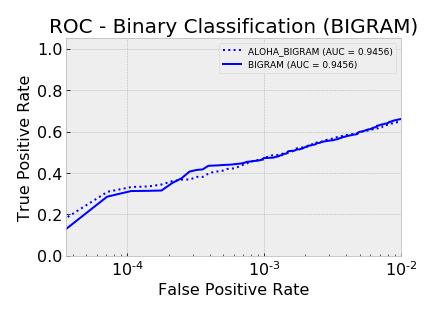 ROC - Binary Classification (BIGRAM)
ALOHA_BIGRAM (AUC = 0.9456)
BIGRAM (AUC = 0.9456)
True Positive Rate
1.0
0.8
0.6
0.4
0.2
0.0
10⁻⁴ 10⁻³ 10⁻²
False Positive Rate